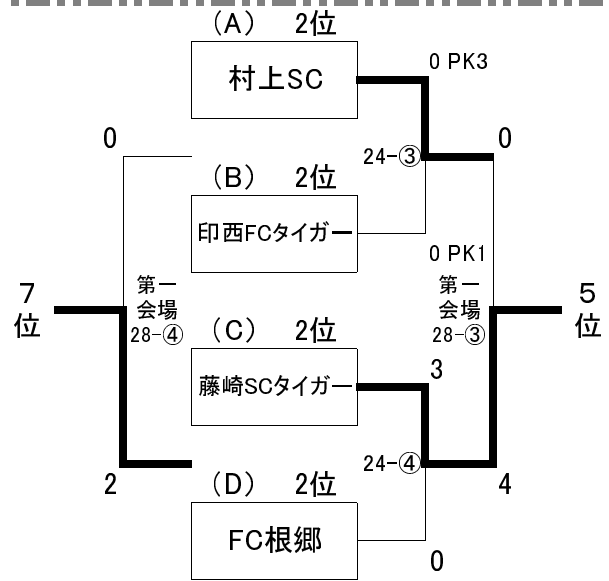 （A） 2位
村上SC
0 PK3
0
24-③
0
（B） 2位
印西FCタイガー
0 PK1
7位
第一会場
28-④
第一会場
28-③
5位
（C） 2位
藤崎SCタイガー
3
24-④
2
4
（D） 2位
FC根郷
0